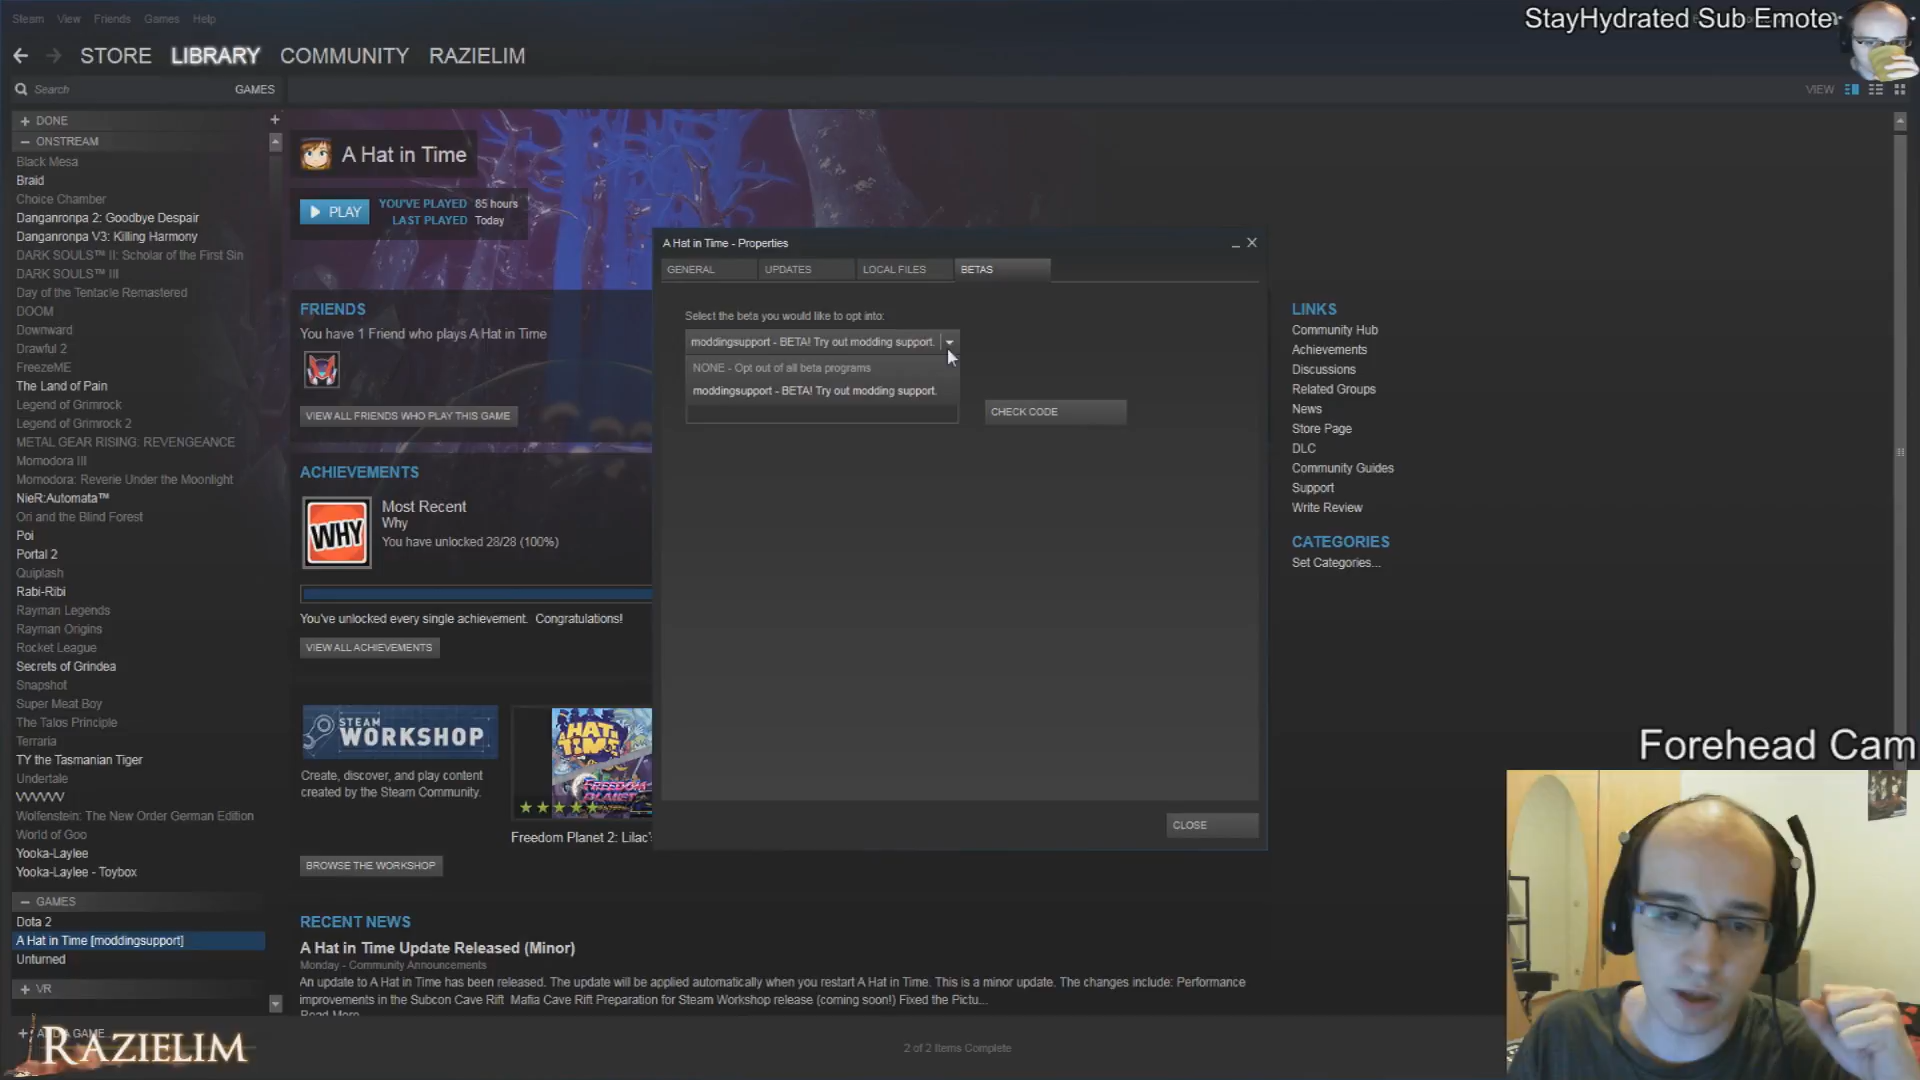 Steam View Friends Games Help
StayHydrated Sub Emote
STORE LIBRARY COMMUNITY RAZIELIM
Search GAMES
VIEW
+ DONE +
− ONSTREAM
Black Mesa
Braid
Choice Chamber
Danganronpa 2: Goodbye Despair
Danganronpa V3: Killing Harmony
DARK SOULS™ II: Scholar of the First Sin
DARK SOULS™ III
Day of the Tentacle Remastered
DOOM
Downward
Drawful 2
FreezeME
The Land of Pain
Legend of Grimrock
Legend of Grimrock 2
METAL GEAR RISING: REVENGEANCE
Momodora III
Momodora: Reverie Under the Moonlight
NieR:Automata™
Ori and the Blind Forest
Poi
Portal 2
Quiplash
Rabi-Ribi
Rayman Legends
Rayman Origins
Rocket League
Secrets of Grindea
Snapshot
Super Meat Boy
The Talos Principle
Terraria
TY the Tasmanian Tiger
Undertale
VVVVVV
Wolfenstein: The New Order German Edition
World of Goo
Yooka-Laylee
Yooka-Laylee - Toybox
− GAMES
Dota 2
A Hat in Time [moddingsupport]
Unturned
+ VR
RAZIELIM
A Hat in Time
PLAY
YOU'VE PLAYED 85 hours
LAST PLAYED Today
FRIENDS
You have 1 Friend who plays A Hat in Time
VIEW ALL FRIENDS WHO PLAY THIS GAME
ACHIEVEMENTS
WHY
Most Recent
Why
You have unlocked 28/28 (100%)
You've unlocked every single achievement. Congratulations!
VIEW ALL ACHIEVEMENTS
STEAM
WORKSHOP
Create, discover, and play content
created by the Steam Community.
A HAT
IN TIME
FREEDOM
PLANET
Freedom Planet 2: Lilac's
BROWSE THE WORKSHOP
RECENT NEWS
A Hat in Time Update Released (Minor)
Monday - Community Announcements
An update to A Hat in Time has been released. The update will be applied automatically when you restart A Hat in Time. This is a minor update. The changes include: Performance
improvements in the Subcon Cave Rift Mafia Cave Rift Preparation for Steam Workshop release (coming soon!) Fixed the Pictu...
Read More
2 of 2 Items Complete
A Hat in Time - Properties
GENERAL UPDATES LOCAL FILES BETAS
Select the beta you would like to opt into:
moddingsupport - BETA! Try out modding support.
NONE - Opt out of all beta programs
moddingsupport - BETA! Try out modding support.
CHECK CODE
CLOSE
LINKS
Community Hub
Achievements
Discussions
Related Groups
News
Store Page
DLC
Community Guides
Support
Write Review
CATEGORIES
Set Categories...
Forehead Cam